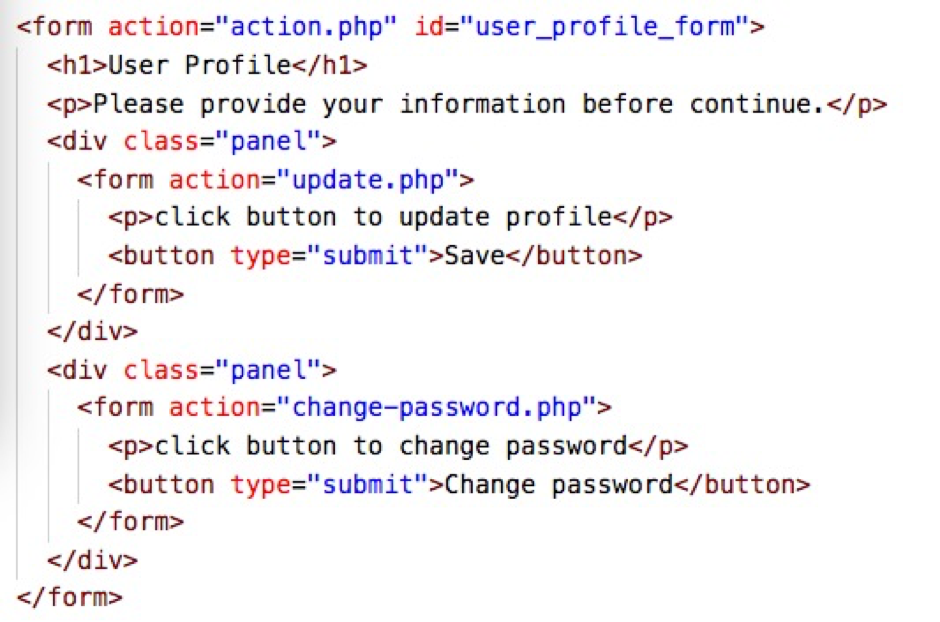 <form action="action.php" id="user_profile_form">
<h1>User Profile</h1>
<p>Please provide your information before continue.</p>
<div class="panel">
<form action="update.php">
<p>click button to update profile</p>
<button type="submit">Save</button>
</form>
</div>
<div class="panel">
<form action="change-password.php">
<p>click button to change password</p>
<button type="submit">Change password</button>
</form>
</div>
</form>